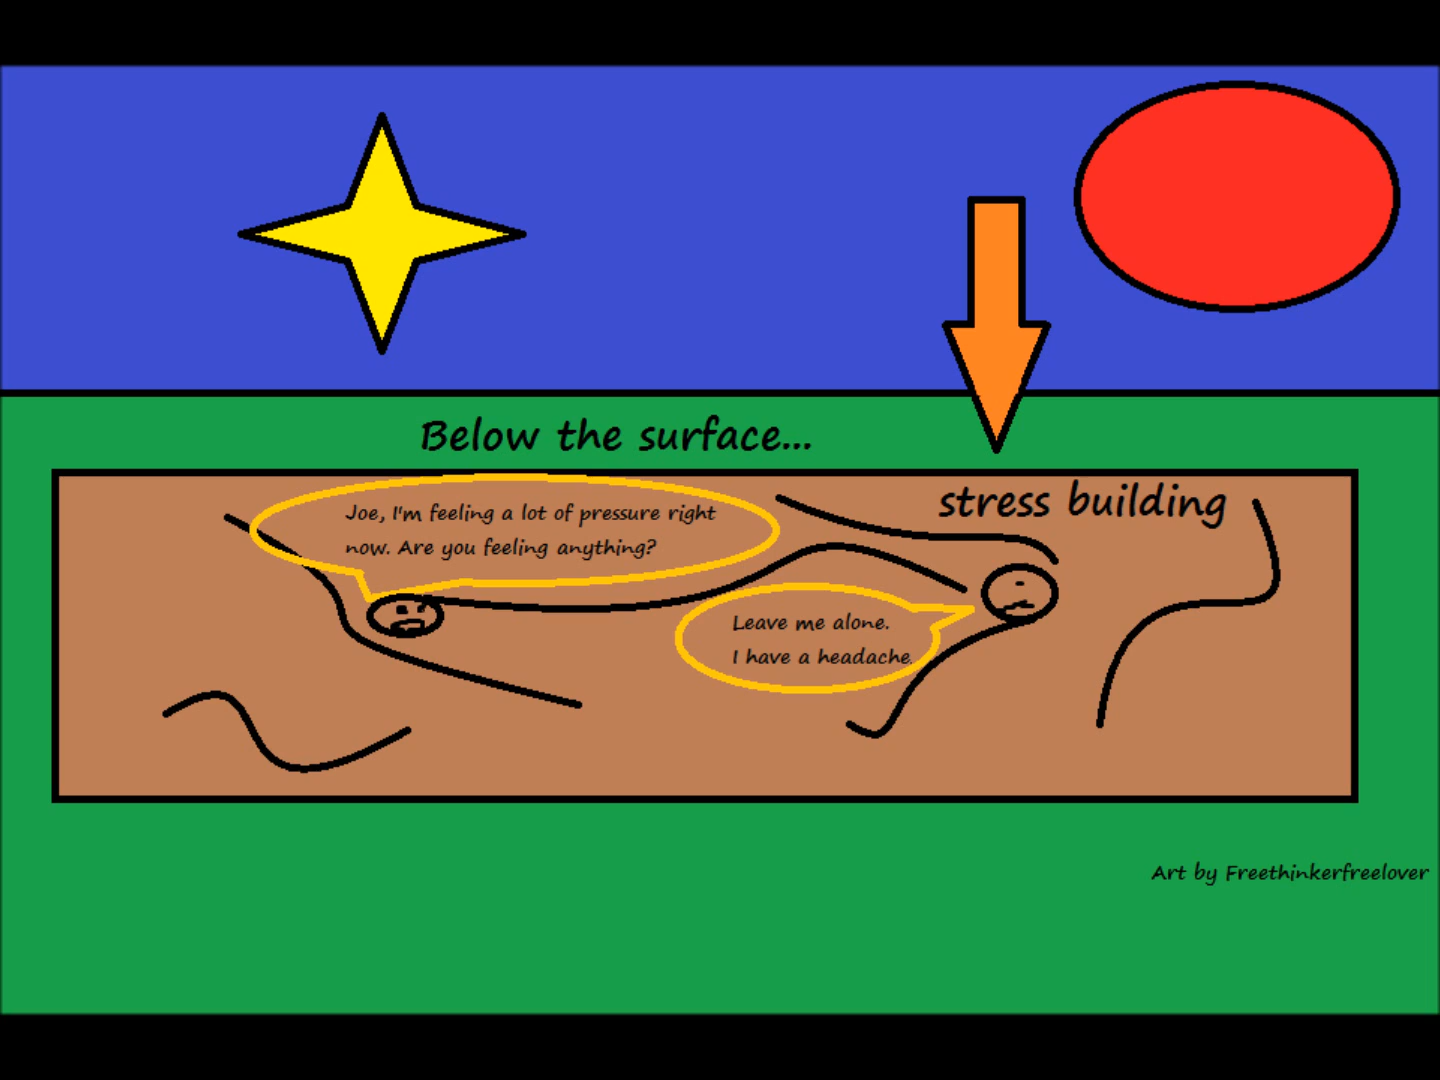 Below the surface...
stress building
Joe, I'm feeling a lot of pressure right
now. Are you feeling anything?
Leave me alone.
I have a headache.
Art by Freethinkerfreelover